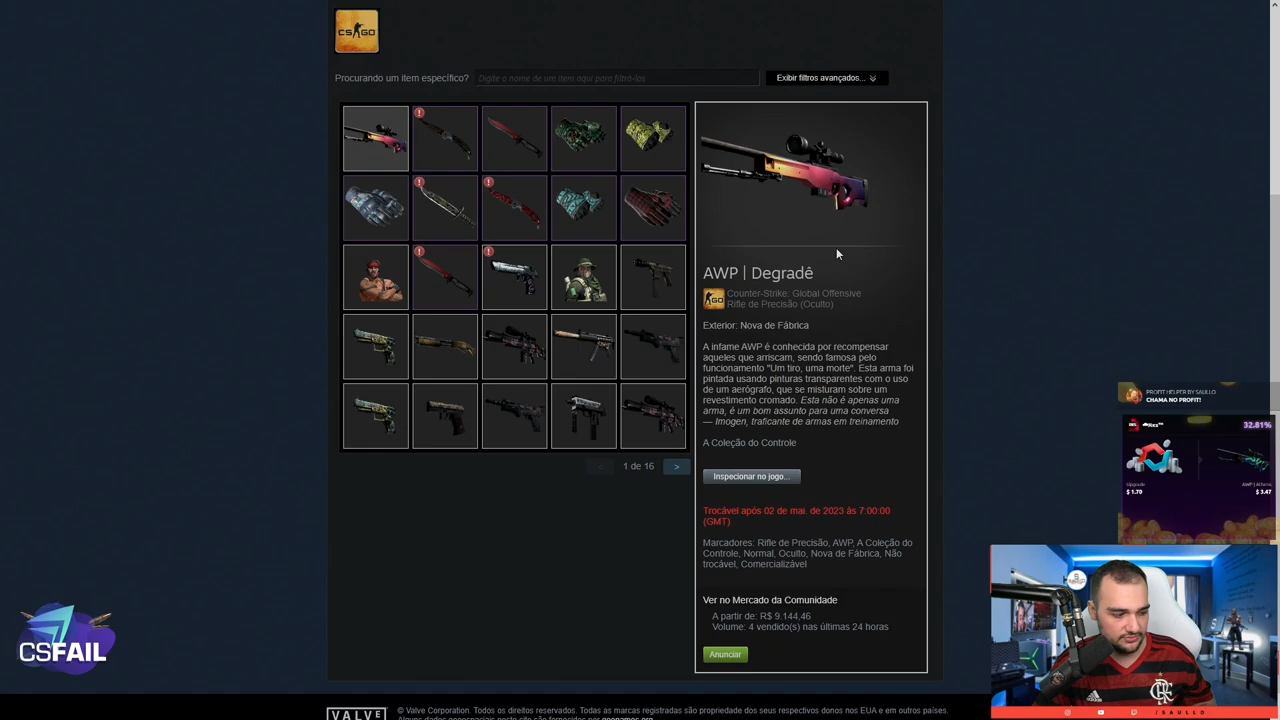 CS GO
Procurando um item específico?
Digite o nome de um item aqui para filtrá-los
Exibir filtros avançados...
AWP | Degradê
Counter-Strike: Global Offensive
Rifle de Precisão (Oculto)
Exterior: Nova de Fábrica
A infame AWP é conhecida por recompensar
aqueles que arriscam, sendo famosa pelo
funcionamento "Um tiro, uma morte". Esta arma foi
pintada usando pinturas transparentes com o uso
de um aerógrafo, que se misturam sobre um
revestimento cromado. Esta não é apenas uma
arma, é um bom assunto para uma conversa
— Imogen, traficante de armas em treinamento
A Coleção do Controle
Inspecionar no jogo...
Trocável após 02 de mai. de 2023 às 7:00:00
(GMT)
Marcadores: Rifle de Precisão, AWP, A Coleção do
Controle, Normal, Oculto, Nova de Fábrica, Não
trocável, Comercializável
Ver no Mercado da Comunidade
A partir de: R$ 9.144,46
Volume: 4 vendido(s) nas últimas 24 horas
Anunciar
< 1 de 16 >
PROFIT HELPER BY SAULLO
CHAMA NO PROFIT!
32.81%
Upgrade
$ 1.70
AWP | Atheris
$ 3.47
CSFAIL
/SAULLO
VALVE
© Valve Corporation. Todos os direitos reservados. Todas as marcas registradas são propriedade dos seus respectivos donos nos EUA e em outros países.